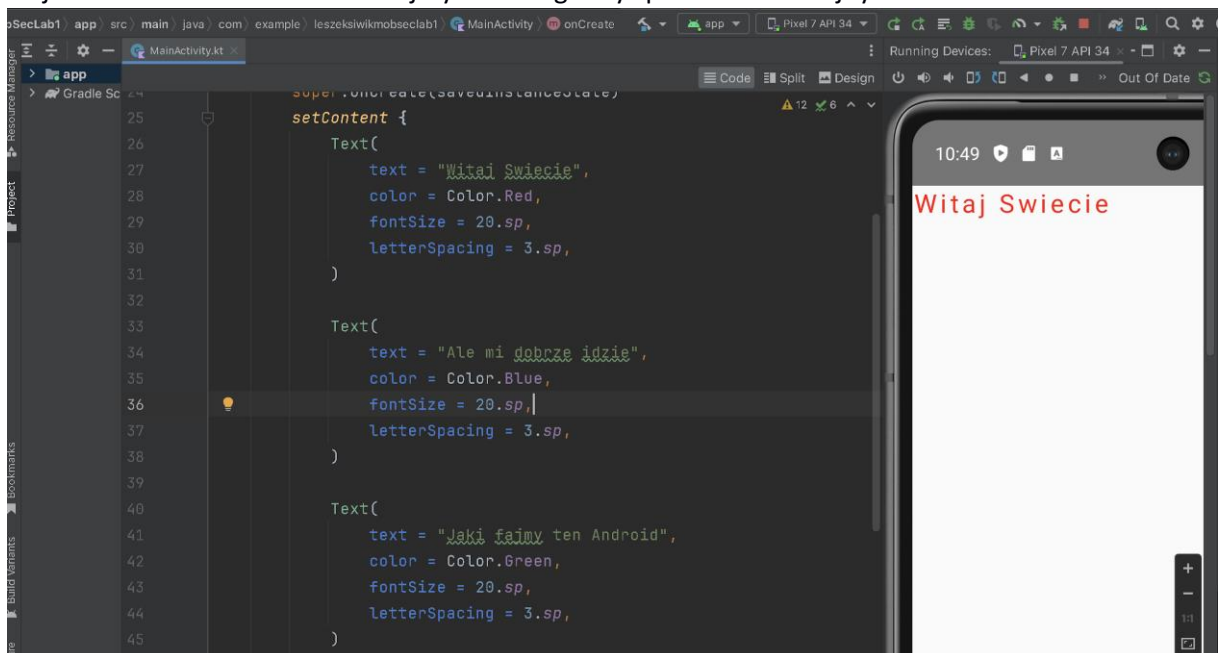 oSecLab1 〉 app 〉 src 〉 main 〉 java 〉 com 〉 example 〉 leszeksiwikmobseclab1 〉 MainActivity 〉 onCreate app Pixel 7 API 34
MainActivity.kt
Running Devices: Pixel 7 API 34
app
Code Split Design
Out Of Date
Gradle Sc
Resource Manager
Project
Bookmarks
Build Variants
24 super.onCreate(savedInstanceState)
12 6
25 setContent {
26 Text(
27 text = "Witaj Swiecie",
28 color = Color.Red,
29 fontSize = 20.sp,
30 letterSpacing = 3.sp,
31 )
32
33 Text(
34 text = "Ale mi dobrze idzie",
35 color = Color.Blue,
36 fontSize = 20.sp,
37 letterSpacing = 3.sp,
38 )
39
40 Text(
41 text = "Jaki fajmy ten Android",
42 color = Color.Green,
43 fontSize = 20.sp,
44 letterSpacing = 3.sp,
45 )
10:49
Witaj Swiecie
1:1